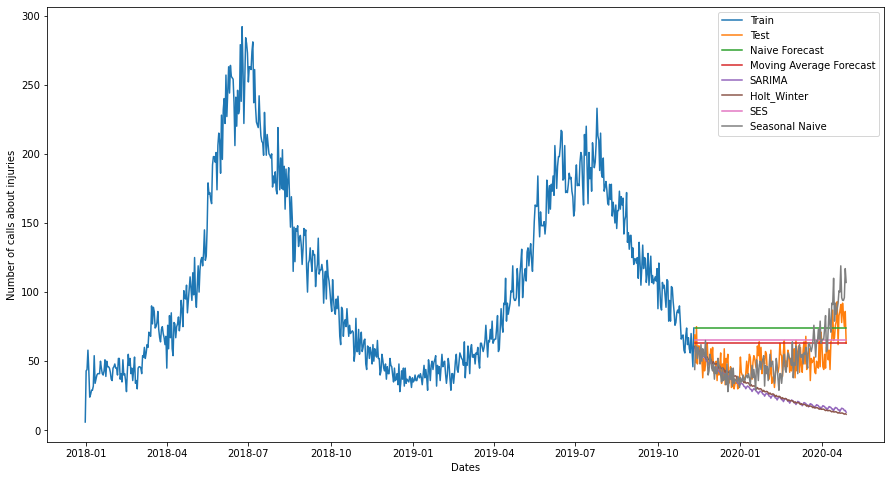 Train
Test
Naive Forecast
Moving Average Forecast
SARIMA
Holt_Winter
SES
Seasonal Naive
Number of calls about injuries
300
250
200
150
100
50
0
2018-01 2018-04 2018-07 2018-10 2019-01 2019-04 2019-07 2019-10 2020-01 2020-04
Dates